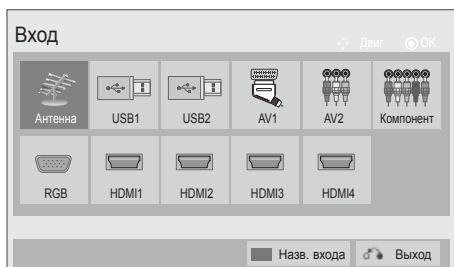 Вход
Двиг OK
Антенна USB1 USB2 AV1 AV2 Компонент
RGB HDMI1 HDMI2 HDMI3 HDMI4
Назв. входа Выход